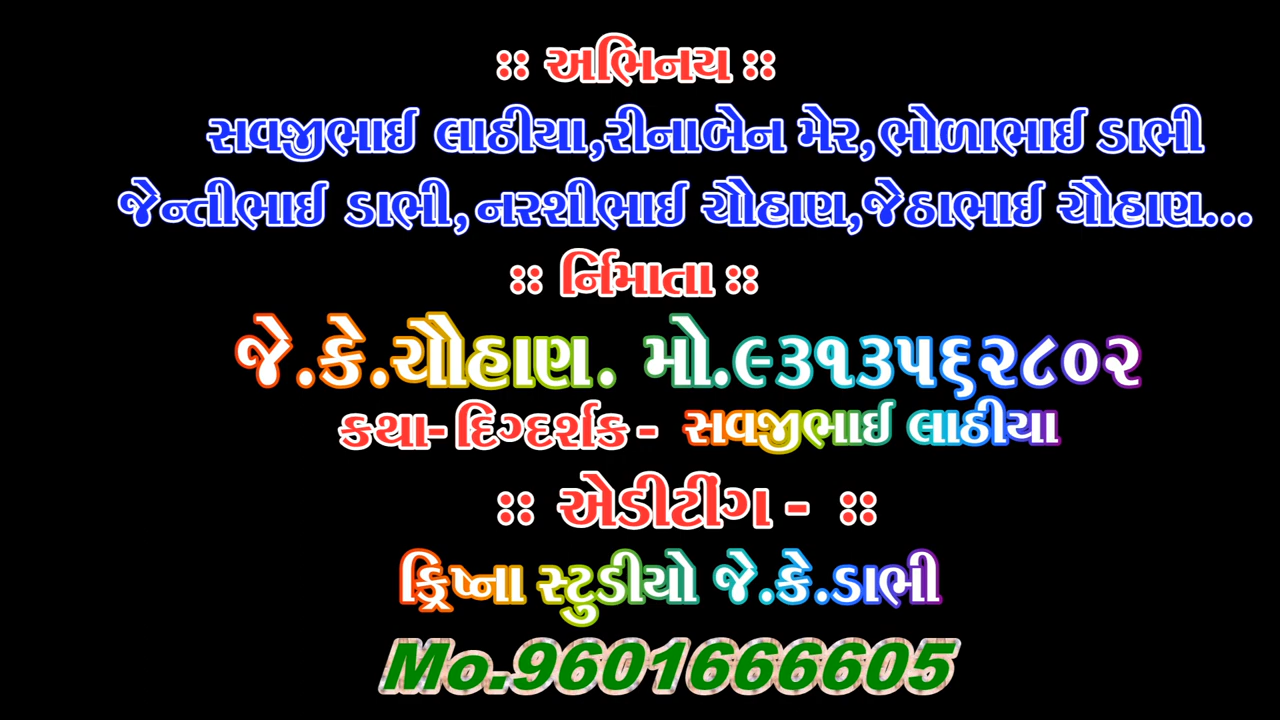 :: અભિનય ::
સવજીભાઈ લાઠીયા,રીનાબેન મેર,ભોળાભાઈ ડાભી
જેન્તીભાઈ ડાભી,નરશીભાઈ ચૌહાણ,જેઠાભાઈ ચૌહાણ...
:: ર્નિમાતા ::
જે.કે.ચૌહાણ. મો.૯૩૧૩૫૬૨૮૦૨
કથા- દિગ્દર્શક - સવજીભાઈ લાઠીયા
:: એડીટીંગ - ::
ક્રિષ્ના સ્ટુડીયો જે.કે.ડાભી
Mo.9601666605